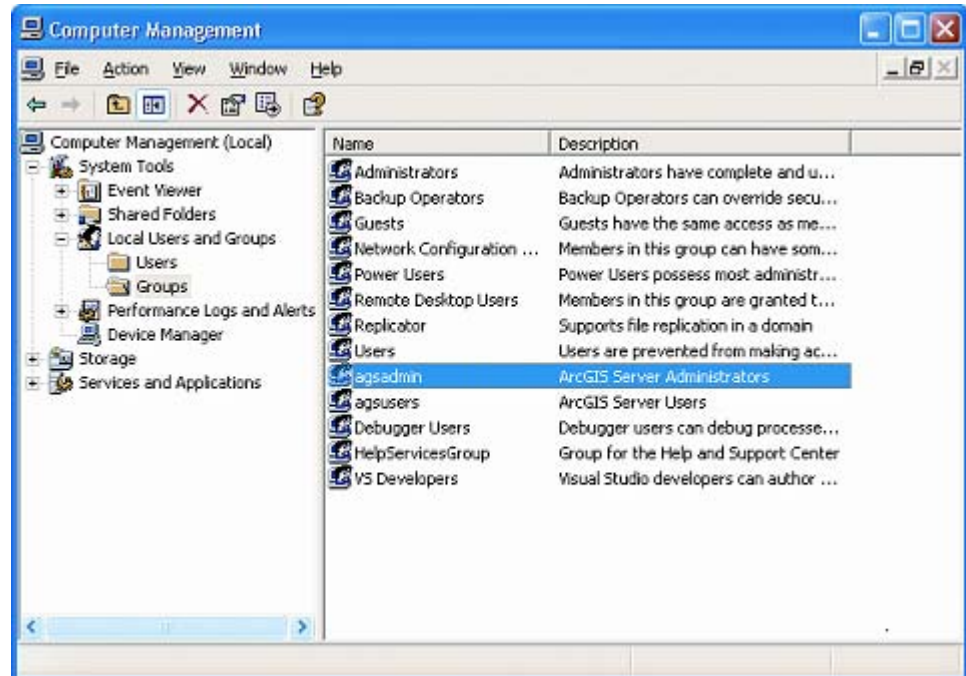 Computer Management
File Action View Window Help
Computer Management (Local)
System Tools
Event Viewer
Shared Folders
Local Users and Groups
Users
Groups
Performance Logs and Alerts
Device Manager
Storage
Services and Applications
Name Description
Administrators Administrators have complete and u...
Backup Operators Backup Operators can override secu...
Guests Guests have the same access as me...
Network Configuration ... Members in this group can have som...
Power Users Power Users possess most administr...
Remote Desktop Users Members in this group are granted t...
Replicator Supports file replication in a domain
Users Users are prevented from making ac...
agsadmin ArcGIS Server Administrators
agsusers ArcGIS Server Users
Debugger Users Debugger users can debug processe...
HelpServicesGroup Group for the Help and Support Center
VS Developers Visual Studio developers can author ...